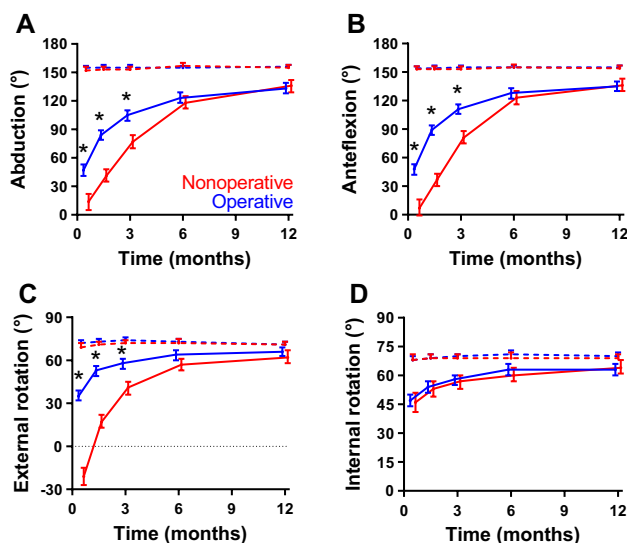 A
180
150
120
90
60
30
0
Abduction (°)
*
*
*
Nonoperative
Operative
0 3 6 9 12
Time (months)
B
180
150
120
90
60
30
0
Anteflexion (°)
*
*
*
0 3 6 9 12
Time (months)
C
90
60
30
0
-30
External rotation (°)
*
*
*
0 3 6 9 12
Time (months)
D
90
75
60
45
30
15
0
Internal rotation (°)
0 3 6 9 12
Time (months)